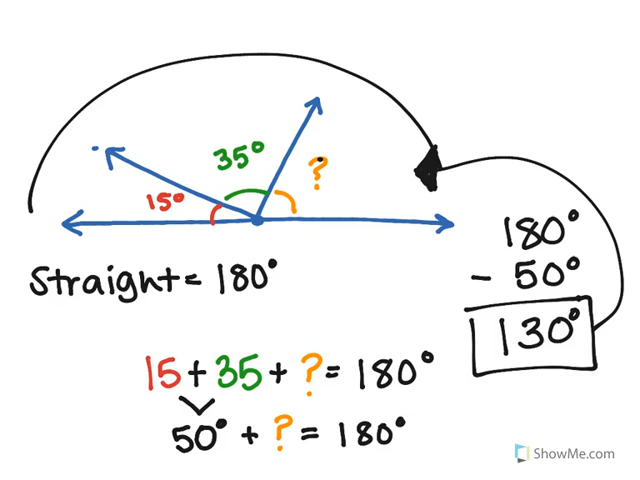 35°
15°
?
Straight = 180°
180°
- 50°
130°
15 + 35 + ? = 180°
50° + ? = 180°
ShowMe.com